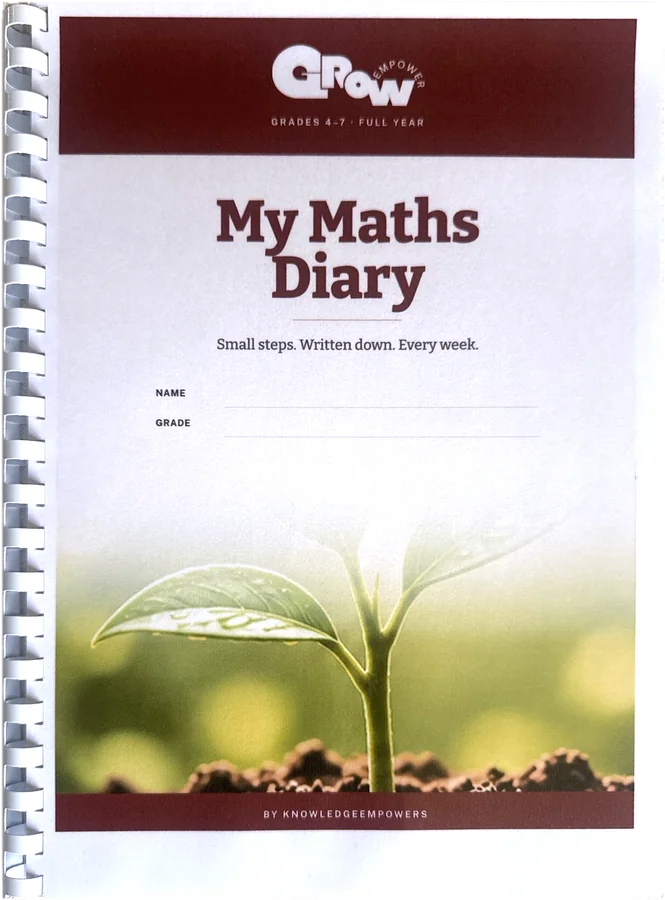 GROW
EMPOWER
GRADES 4–7 · FULL YEAR
My Maths
Diary
Small steps. Written down. Every week.
NAME
GRADE
BY KNOWLEDGEEMPOWERS